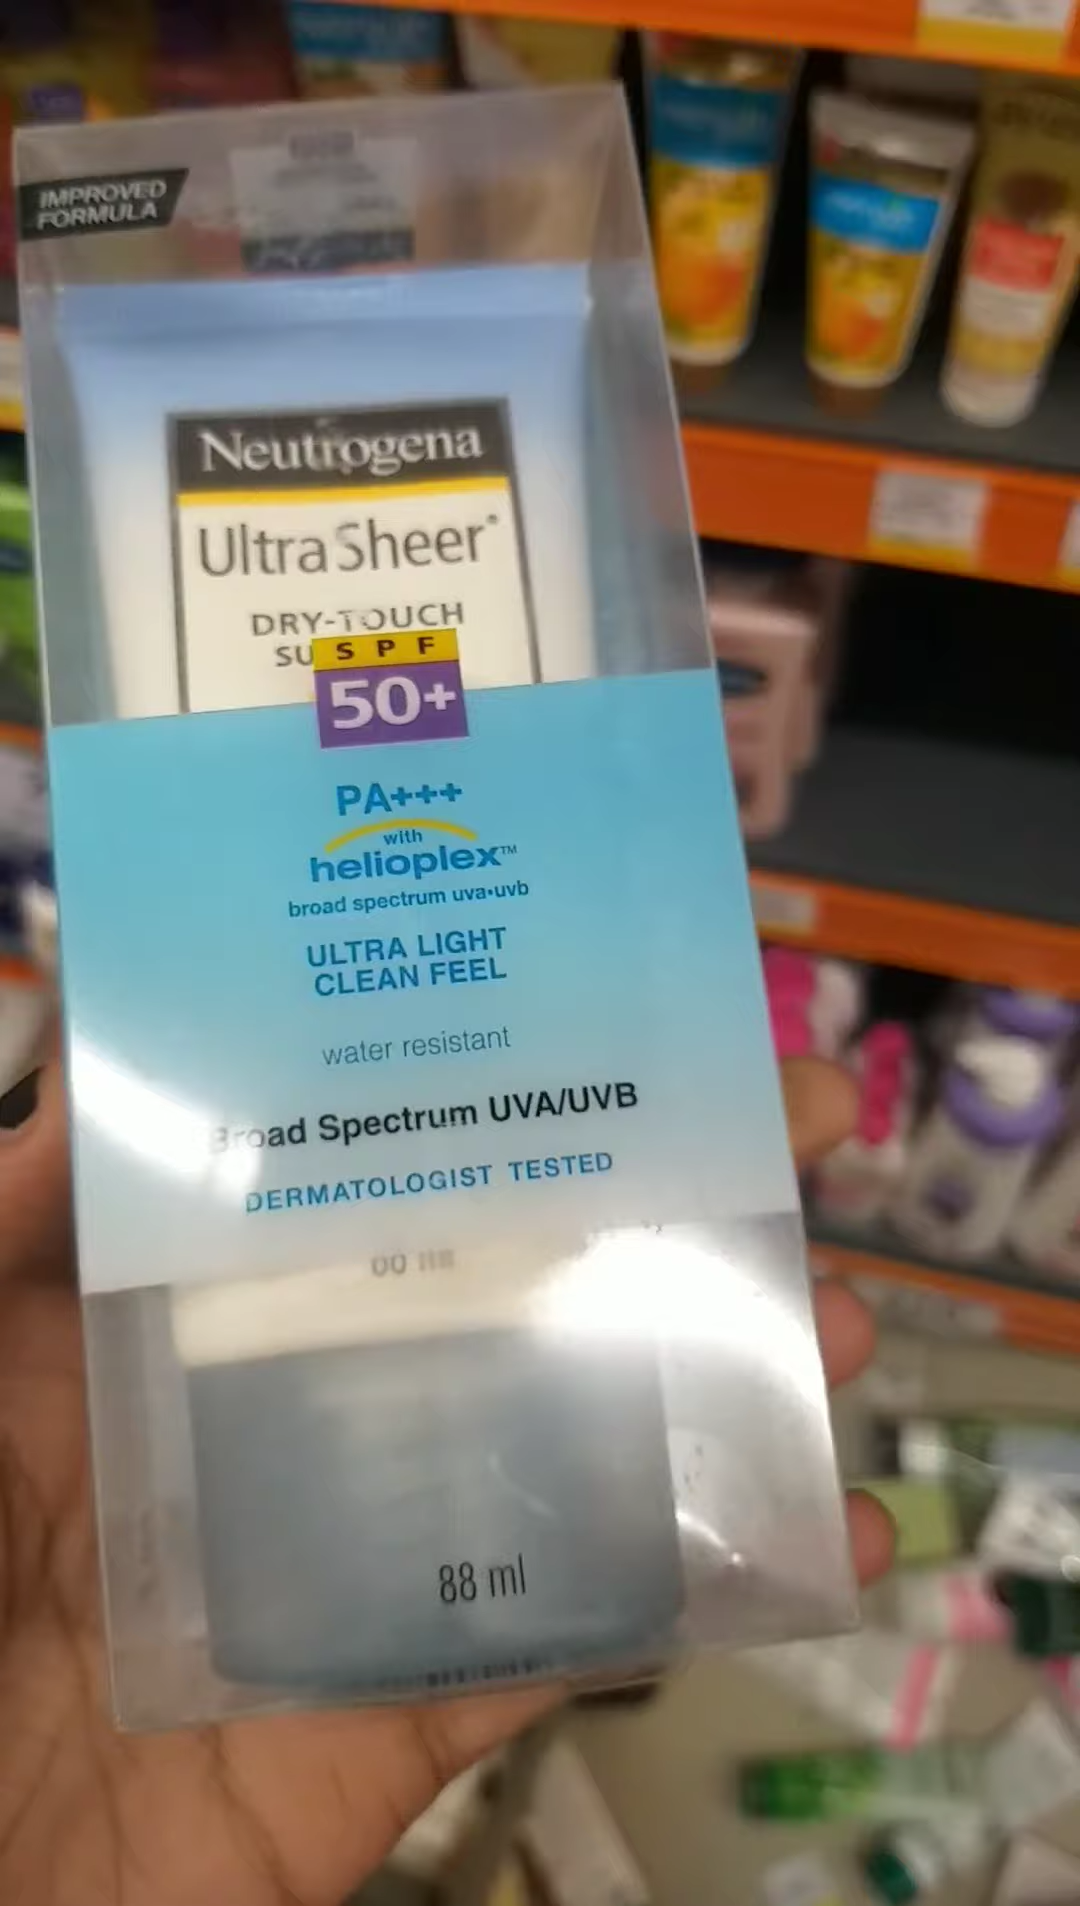 IMPROVED
FORMULA
Neutrogena
Ultra Sheer®
DRY-TOUCH
SU
SPF
50+
PA+++
with
helioplex™
broad spectrum uva•uvb
ULTRA LIGHT
CLEAN FEEL
water resistant
Broad Spectrum UVA/UVB
DERMATOLOGIST TESTED
88 ml